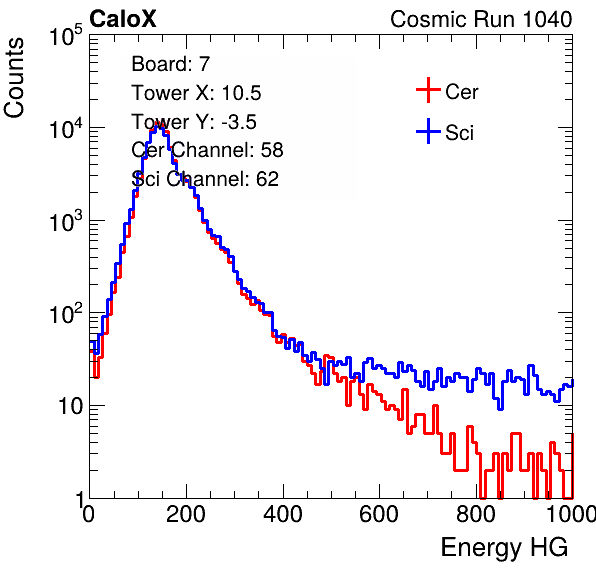 CaloX Cosmic Run 1040
Counts
10^5
10^4
10^3
10^2
10
1
Board: 7
Tower X: 10.5
Tower Y: -3.5
Cer Channel: 58
Sci Channel: 62
Cer
Sci
0 200 400 600 800 1000
Energy HG